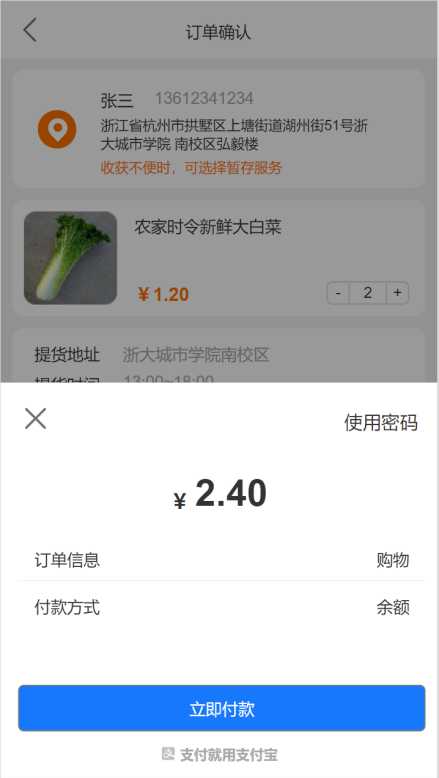 订单确认
张三 13612341234
浙江省杭州市拱墅区上塘街道湖州街51号浙
大城市学院 南校区弘毅楼
收获不便时，可选择暂存服务
农家时令新鲜大白菜
¥ 1.20
- 2 +
提货地址 浙大城市学院南校区
提货时间 13:00~18:00
使用密码
¥ 2.40
订单信息 购物
付款方式 余额
立即付款
支 支付就用支付宝